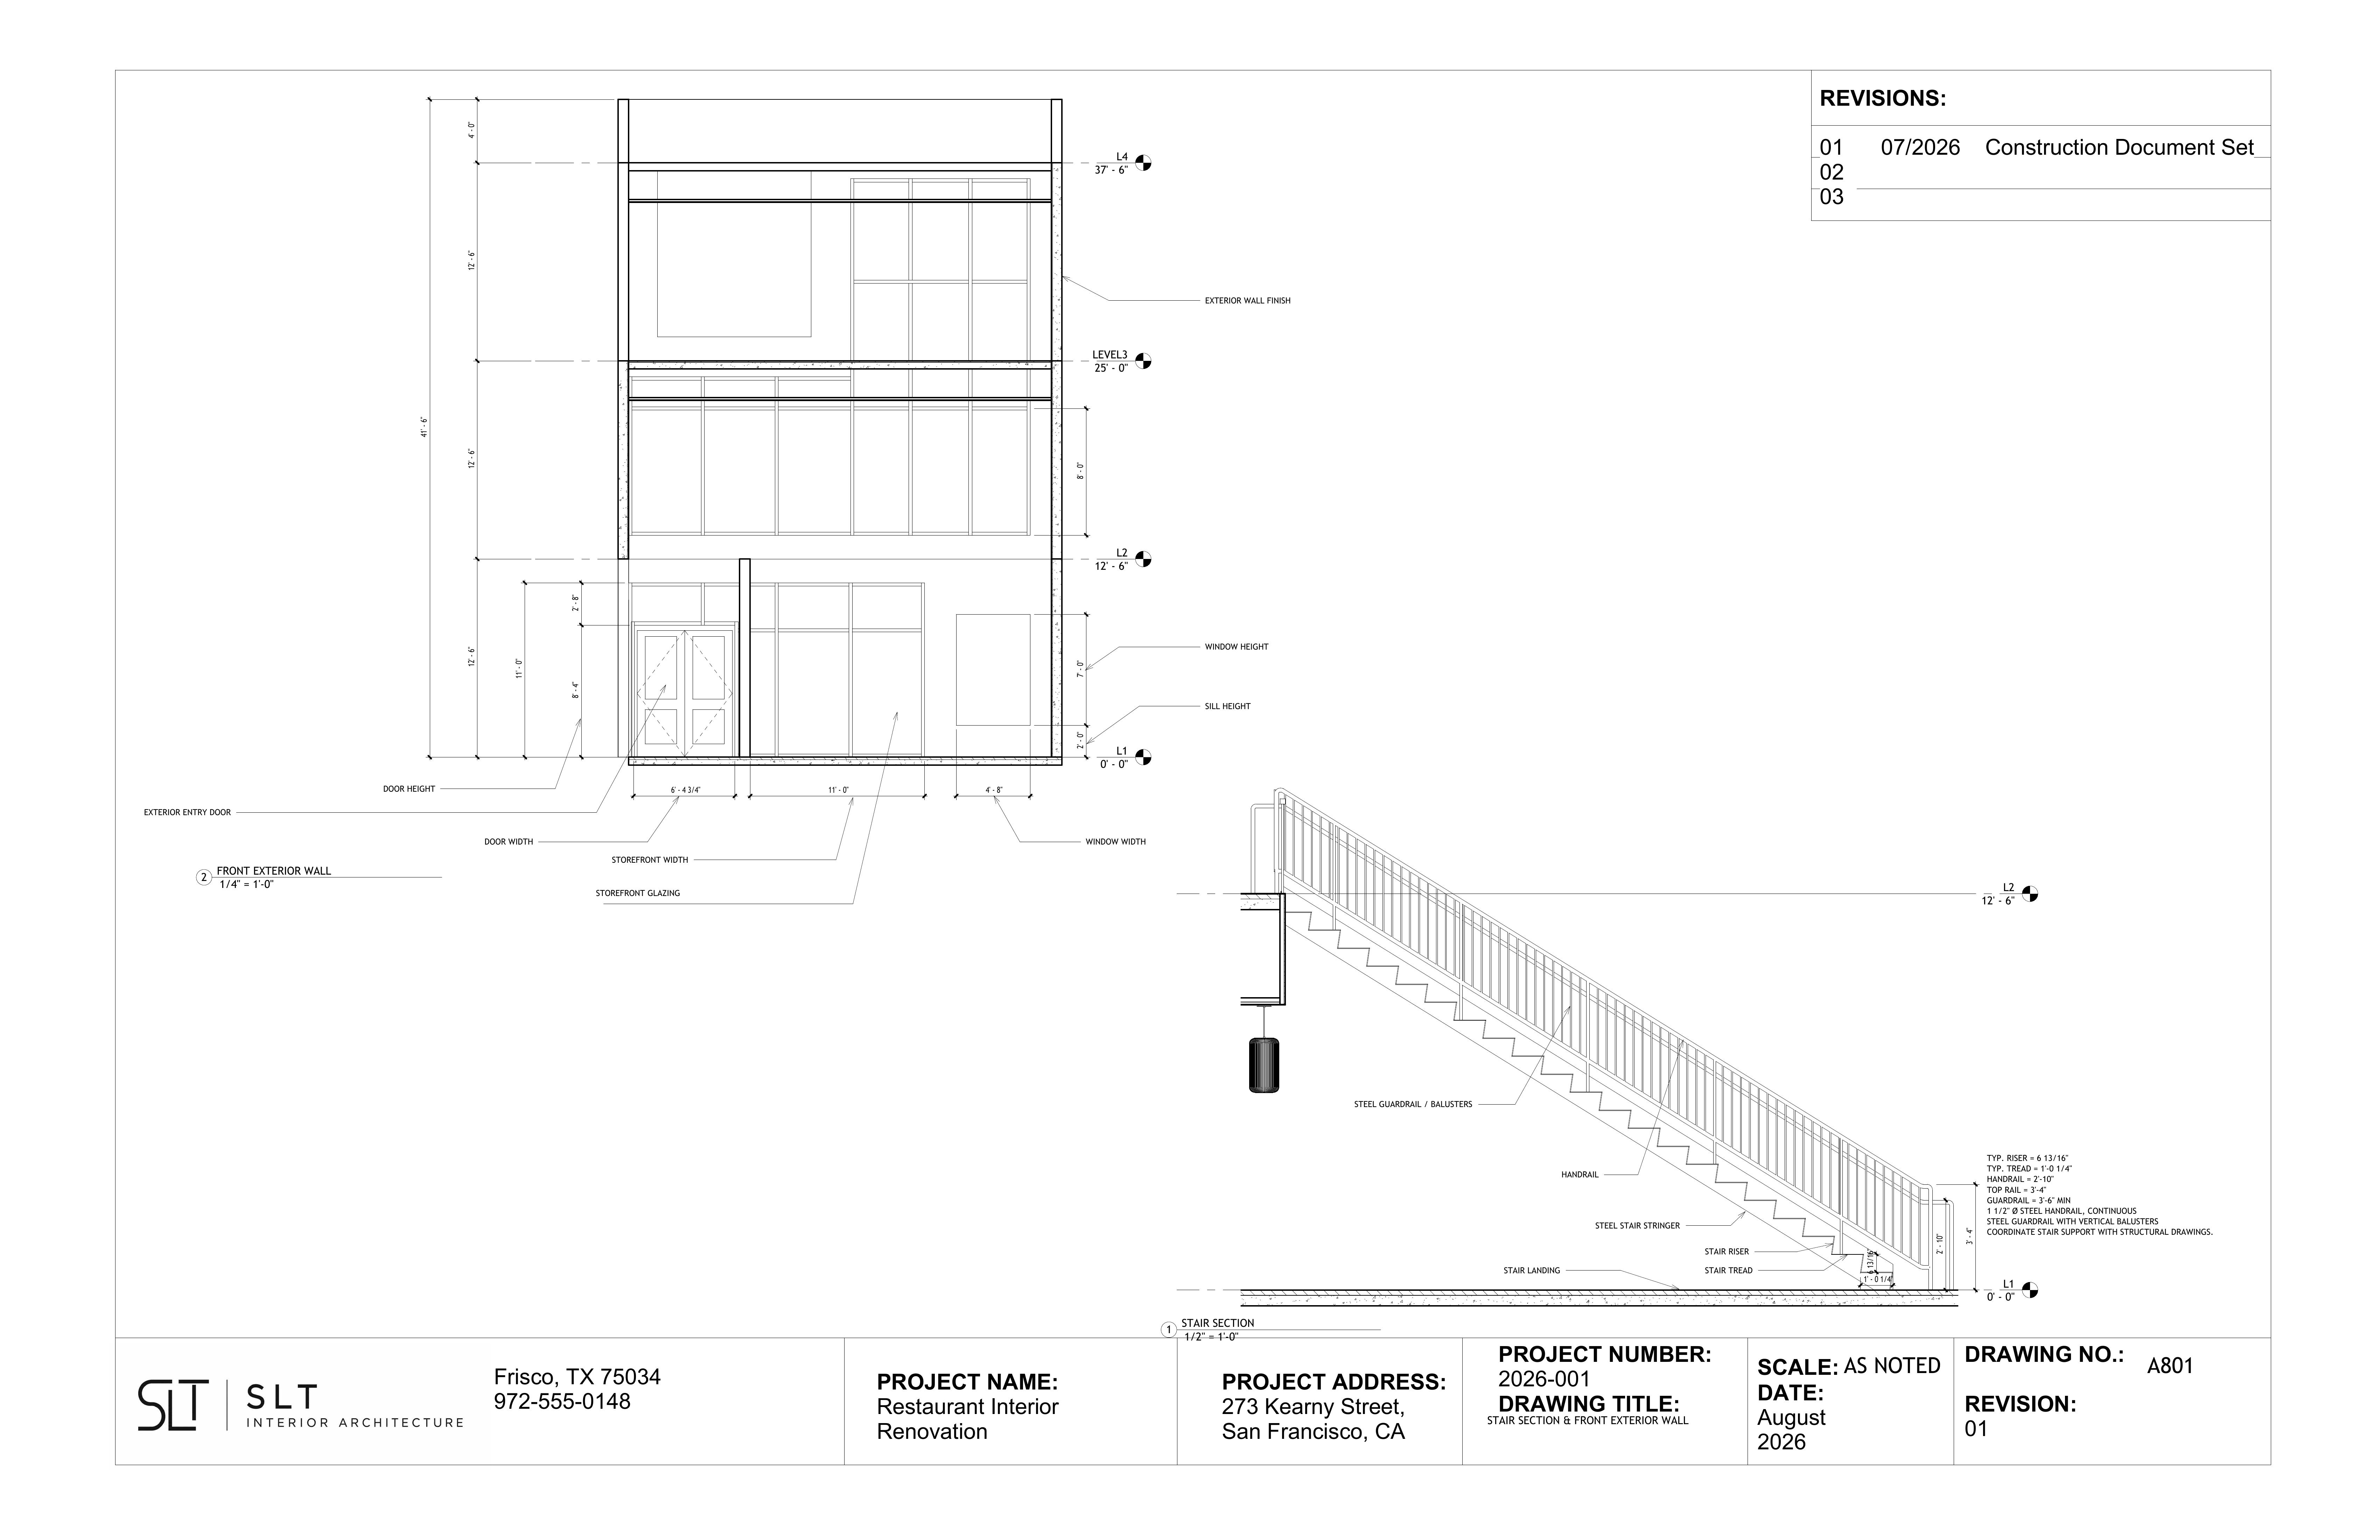 REVISIONS:
01 07/2026 Construction Document Set
02
03
4' - 0"
12' - 6"
12' - 6"
12' - 6"
41' - 6"
11' - 0"
2' - 8"
8' - 4"
L4
37' - 6"
EXTERIOR WALL FINISH
LEVEL3
25' - 0"
8' - 0"
L2
12' - 6"
WINDOW HEIGHT
7' - 0"
SILL HEIGHT
2' - 0"
L1
0' - 0"
DOOR HEIGHT
6' - 4 3/4"
11' - 0"
4' - 8"
EXTERIOR ENTRY DOOR
DOOR WIDTH
WINDOW WIDTH
STOREFRONT WIDTH
STOREFRONT GLAZING
2 FRONT EXTERIOR WALL
1/4" = 1'-0"
L2
12' - 6"
STEEL GUARDRAIL / BALUSTERS
HANDRAIL
STEEL STAIR STRINGER
STAIR RISER
STAIR TREAD
STAIR LANDING
6 13/16"
1' - 0 1/4"
2' - 10"
3' - 4"
TYP. RISER = 6 13/16"
TYP. TREAD = 1'-0 1/4"
HANDRAIL = 2'-10"
TOP RAIL = 3'-4"
GUARDRAIL = 3'-6" MIN
1 1/2" Ø STEEL HANDRAIL, CONTINUOUS
STEEL GUARDRAIL WITH VERTICAL BALUSTERS
COORDINATE STAIR SUPPORT WITH STRUCTURAL DRAWINGS.
L1
0' - 0"
1 STAIR SECTION
1/2" = 1'-0"
SLT
SLT
INTERIOR ARCHITECTURE
Frisco, TX 75034
972-555-0148
PROJECT NAME:
Restaurant Interior
Renovation
PROJECT ADDRESS:
273 Kearny Street,
San Francisco, CA
PROJECT NUMBER:
2026-001
DRAWING TITLE:
STAIR SECTION & FRONT EXTERIOR WALL
SCALE: AS NOTED
DATE:
August
2026
DRAWING NO.:
A801
REVISION:
01